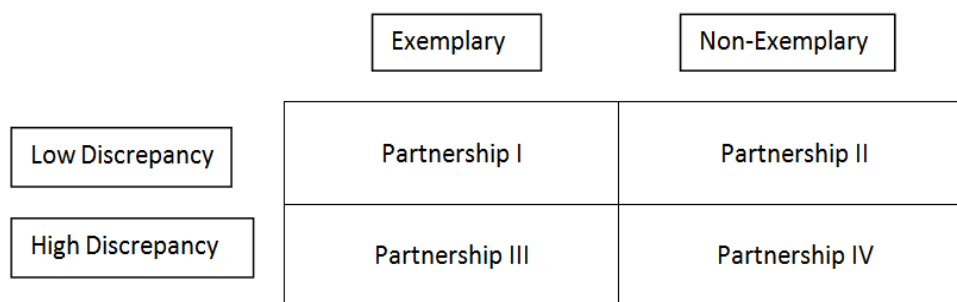 Exemplary
Non-Exemplary
Low Discrepancy
Partnership I
Partnership II
High Discrepancy
Partnership III
Partnership IV